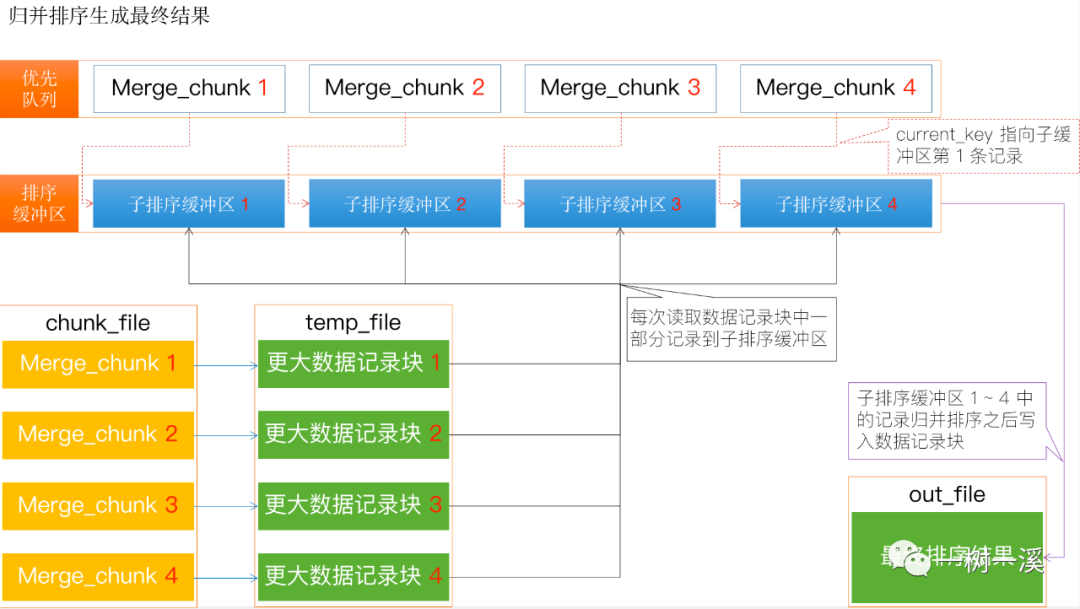 归并排序生成最终结果
优先
队列
Merge_chunk 1
Merge_chunk 2
Merge_chunk 3
Merge_chunk 4
current_key 指向子缓
冲区第 1 条记录
排序
缓冲区
子排序缓冲区 1
子排序缓冲区 2
子排序缓冲区 3
子排序缓冲区 4
每次读取数据记录块中一
部分记录到子排序缓冲区
chunk_file
Merge_chunk 1
Merge_chunk 2
Merge_chunk 3
Merge_chunk 4
temp_file
更大数据记录块 1
更大数据记录块 2
更大数据记录块 3
更大数据记录块 4
子排序缓冲区 1 ~ 4 中
的记录归并排序之后写
入数据记录块
out_file
最终排序结果
一树一溪